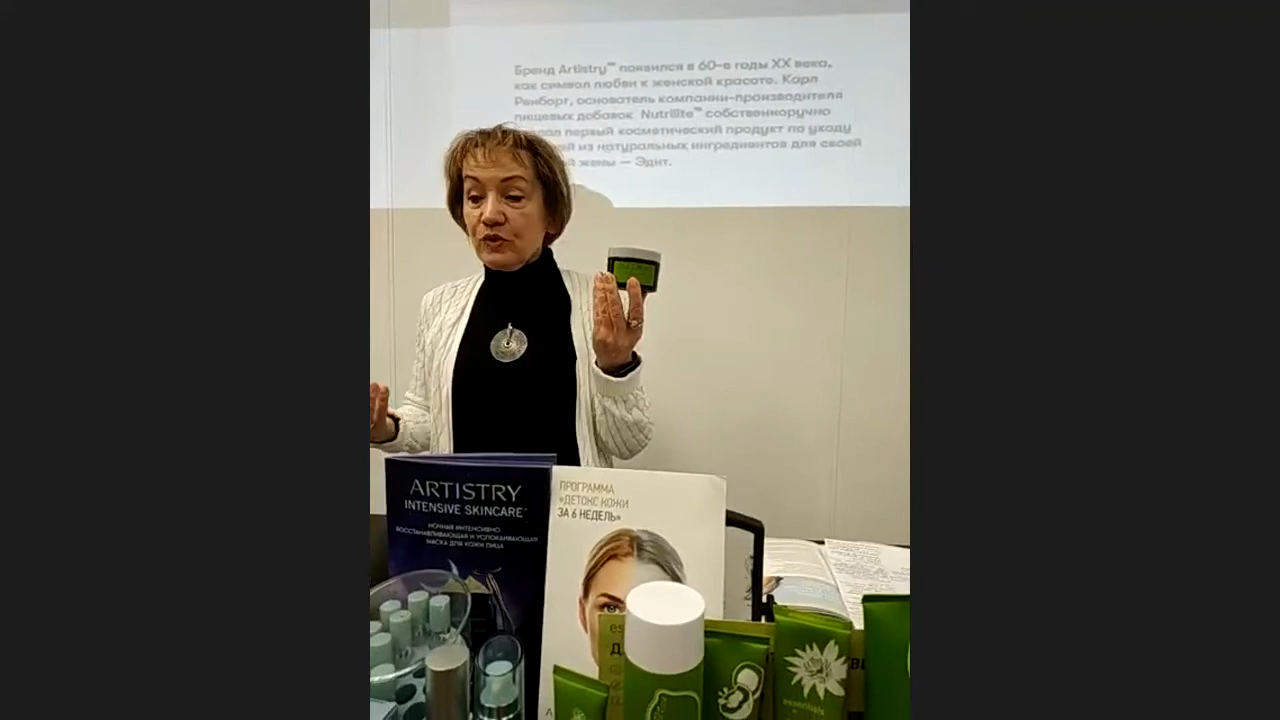 Бренд Artistry™ появился в 60-е годы XX века,
как символ любви к женской красоте. Карл
Ренборг, основатель компании-производителя
пищевых добавок Nutrilite™ собственноручно
первый косметический продукт по уходу
из натуральных ингредиентов для своей
жены — Эдит.
ARTISTRY
INTENSIVE SKINCARE
НОЧНАЯ ИНТЕНСИВНО
ВОССТАНАВЛИВАЮЩАЯ И УСПОКАИВАЮЩАЯ
МАСКА ДЛЯ КОЖИ ЛИЦА
ПРОГРАММА
«ДЕТОКС КОЖИ
ЗА 6 НЕДЕЛЬ»
essentials